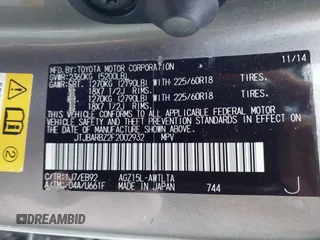 MFD. BY: TOYOTA MOTOR CORPORATION 11/14
GVWR: 2360KG (5200LB)
GAWR: FRT. 1270KG (2790LB) WITH 225/60R18 TIRES.
18X7 1/2J RIMS.
RR. 1270KG (2790LB) WITH 225/60R18 TIRES.
18X7 1/2J RIMS.
THIS VEHICLE CONFORMS TO ALL APPLICABLE FEDERAL MOTOR
VEHICLE SAFETY STANDARDS IN EFFECT ON THE DATE OF
MANUFACTURE SHOWN ABOVE.
JTJBARBZ2F2002932 MPV
C/TR: 1J7/EB92 AGZ15L-AWTLTA
A/TM: -04A/U661F MADE IN JAPAN 744 J
DREAMBID